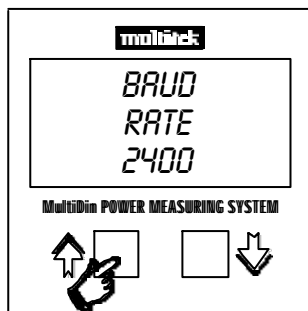 multitek
BAUD
RATE
2400
MultiDin POWER MEASURING SYSTEM